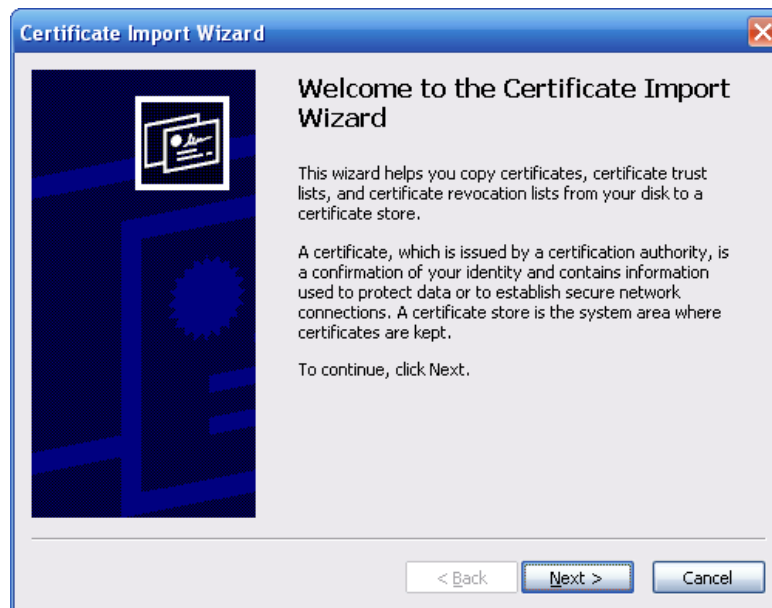 Certificate Import Wizard
Welcome to the Certificate Import
Wizard
This wizard helps you copy certificates, certificate trust
lists, and certificate revocation lists from your disk to a
certificate store.
A certificate, which is issued by a certification authority, is
a confirmation of your identity and contains information
used to protect data or to establish secure network
connections. A certificate store is the system area where
certificates are kept.
To continue, click Next.
< Back Next > Cancel